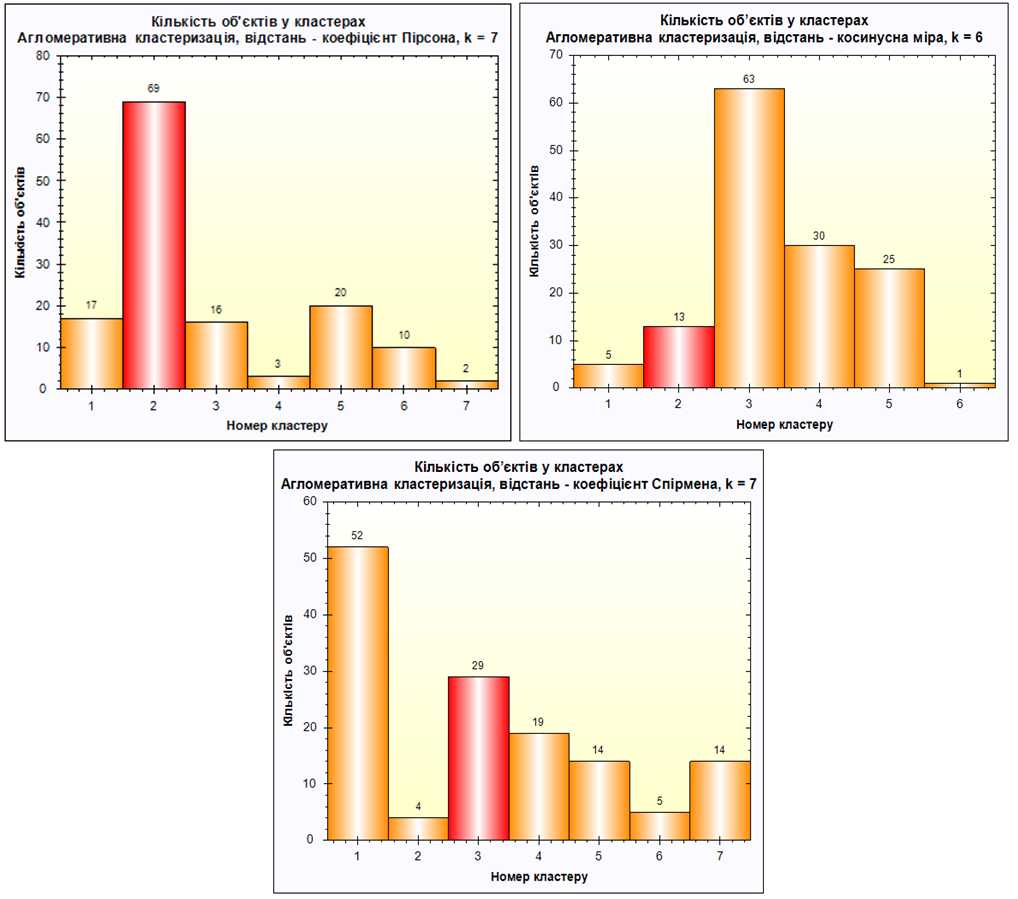 Кількість об'єктів у кластерах
Агломеративна кластеризація, відстань - коефіцієнт Пірсона, k = 7
Кількість об'єктів
80
70
60
50
40
30
20
10
0
17
69
16
3
20
10
2
1 2 3 4 5 6 7
Номер кластеру
Кількість об'єктів у кластерах
Агломеративна кластеризація, відстань - косинусна міра, k = 6
Кількість об'єктів
70
60
50
40
30
20
10
0
5
13
63
30
25
1
1 2 3 4 5 6
Номер кластеру
Кількість об'єктів у кластерах
Агломеративна кластеризація, відстань - коефіцієнт Спірмена, k = 7
Кількість об'єктів
60
50
40
30
20
10
0
52
4
29
19
14
5
14
1 2 3 4 5 6 7
Номер кластеру